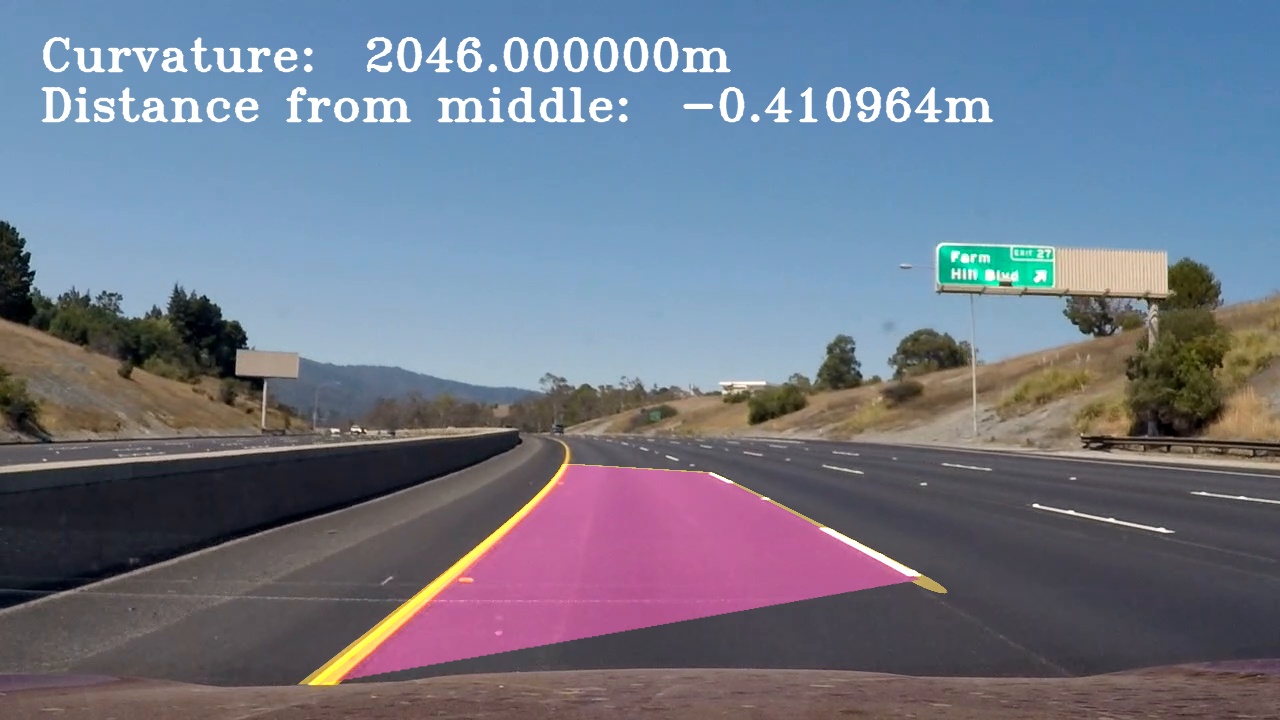 Curvature: 2046.000000m
Distance from middle: -0.410964m
EXIT 27
Farm
Hill Blvd